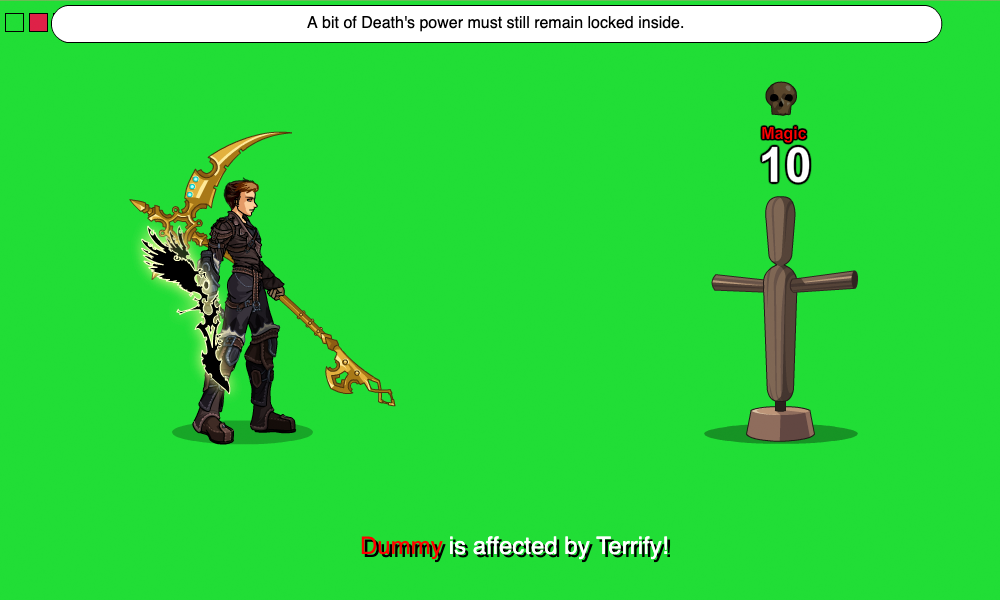 A bit of Death's power must still remain locked inside.
Magic
10
Dummy is affected by Terrify!